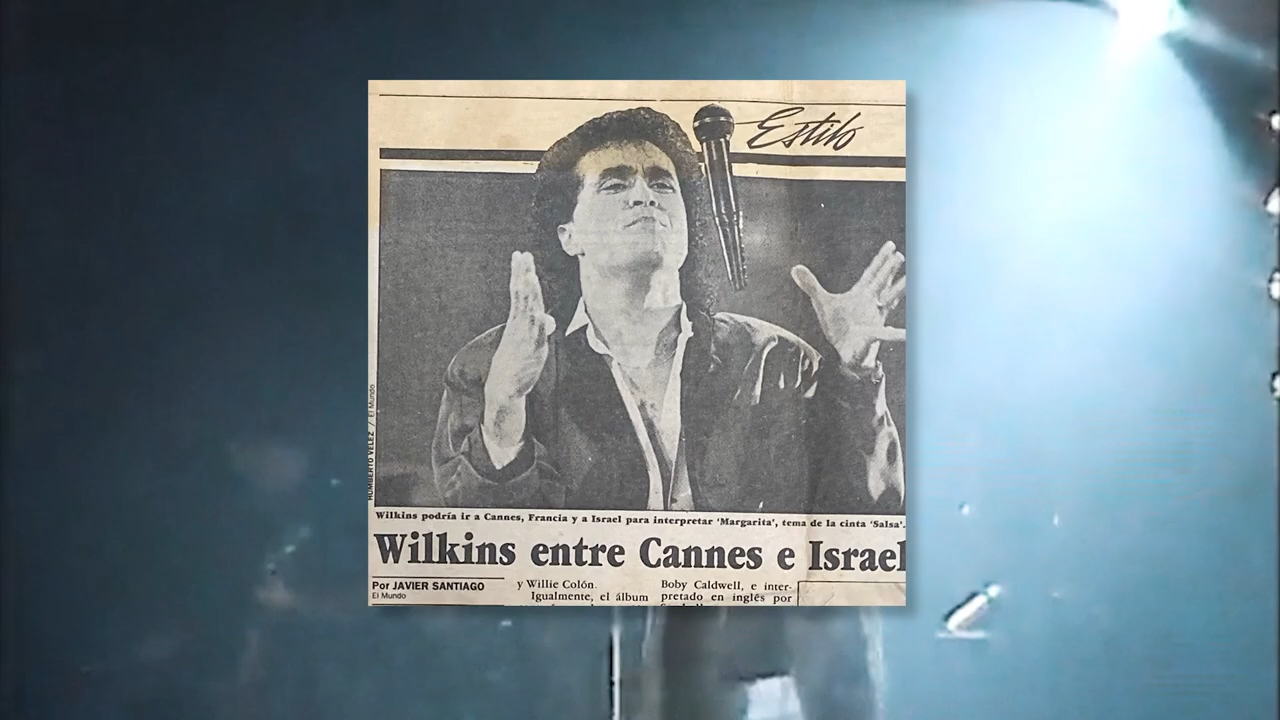 Estilo
HUMBERTO VELEZ / El Mundo
Wilkins podría ir a Cannes, Francia y a Israel para interpretar 'Margarita', tema de la cinta 'Salsa'.
Wilkins entre Cannes e Israel
Por JAVIER SANTIAGO
El Mundo
y Willie Colón.
Igualmente, el álbum
Boby Caldwell, e inter-
pretado en inglés por